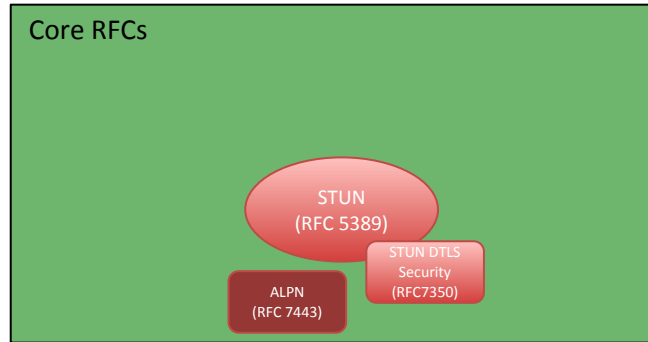 Core RFCs
STUN
(RFC 5389)
STUN DTLS
Security
(RFC7350)
ALPN
(RFC 7443)